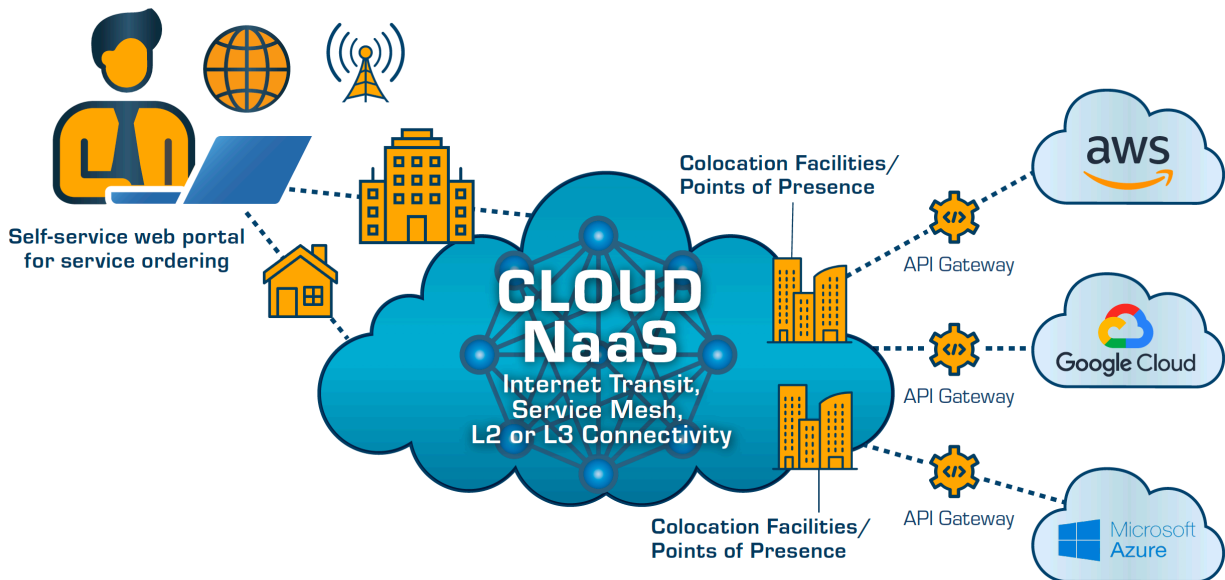 Self-service web portal
for service ordering
CLOUD
NaaS
Internet Transit,
Service Mesh,
L2 or L3 Connectivity
Colocation Facilities/
Points of Presence
Colocation Facilities/
Points of Presence
</>
API Gateway
</>
API Gateway
</>
API Gateway
aws
Google Cloud
Microsoft
Azure